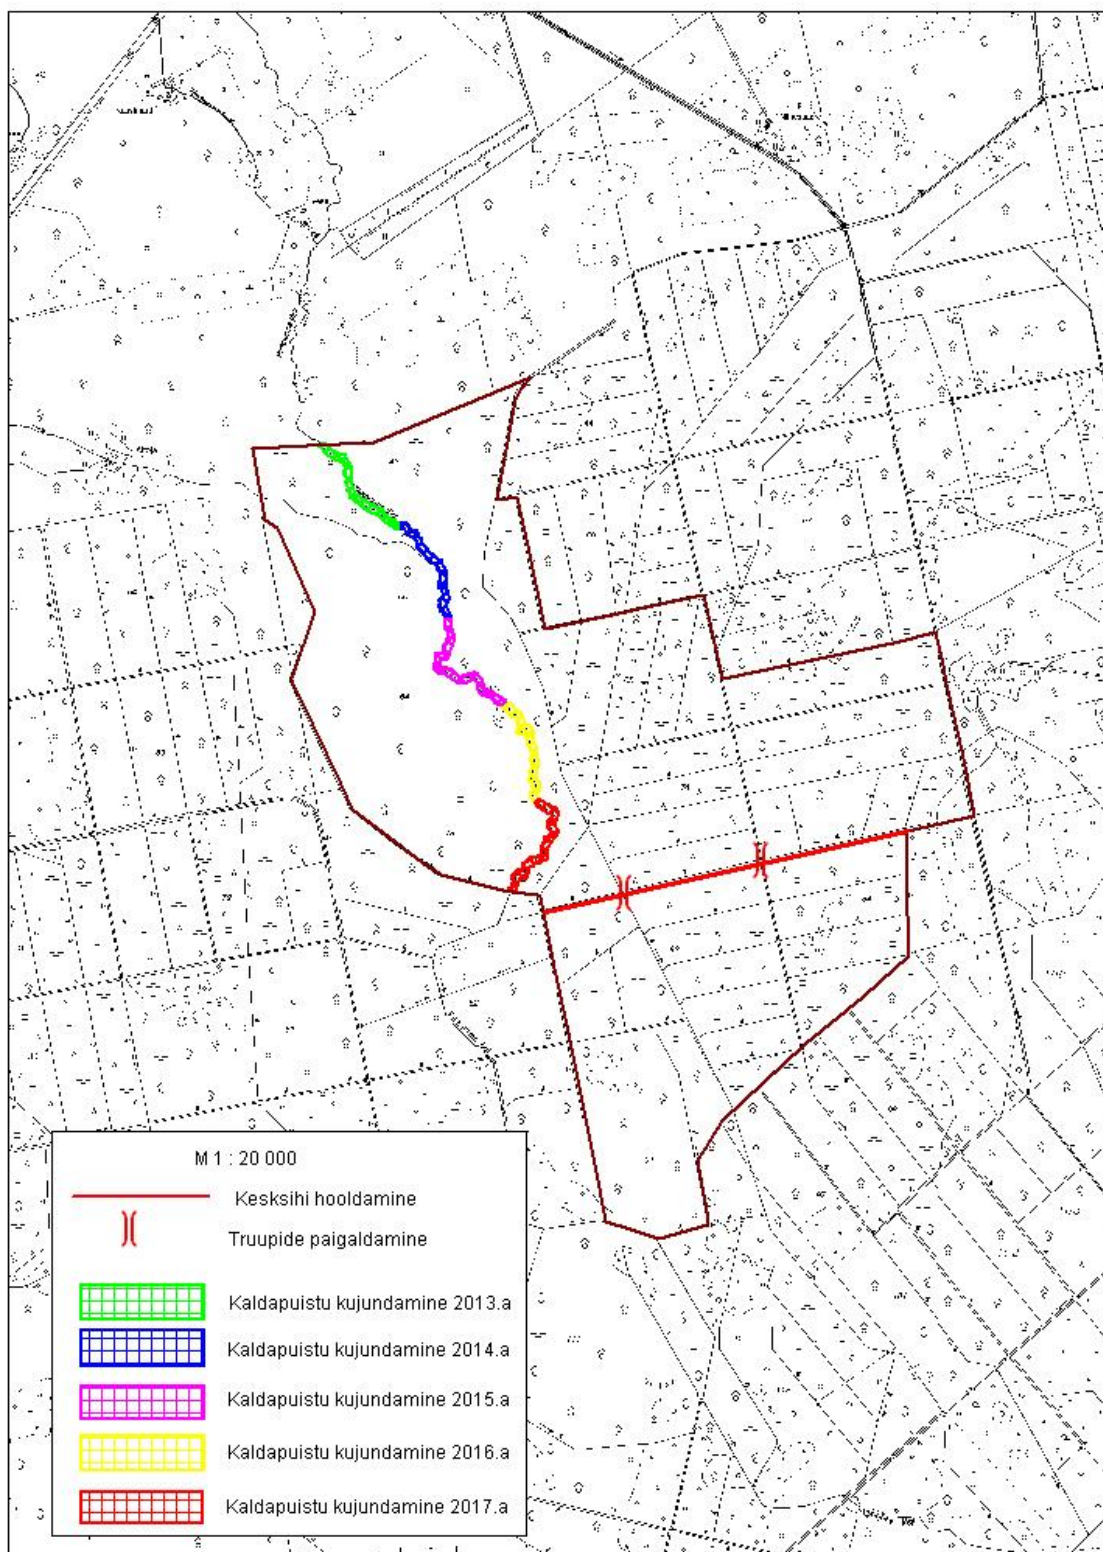 M 1 : 20 000
Kesksihi hooldamine
Truupide paigaldamine
Kaldapuistu kujundamine 2013.a
Kaldapuistu kujundamine 2014.a
Kaldapuistu kujundamine 2015.a
Kaldapuistu kujundamine 2016.a
Kaldapuistu kujundamine 2017.a